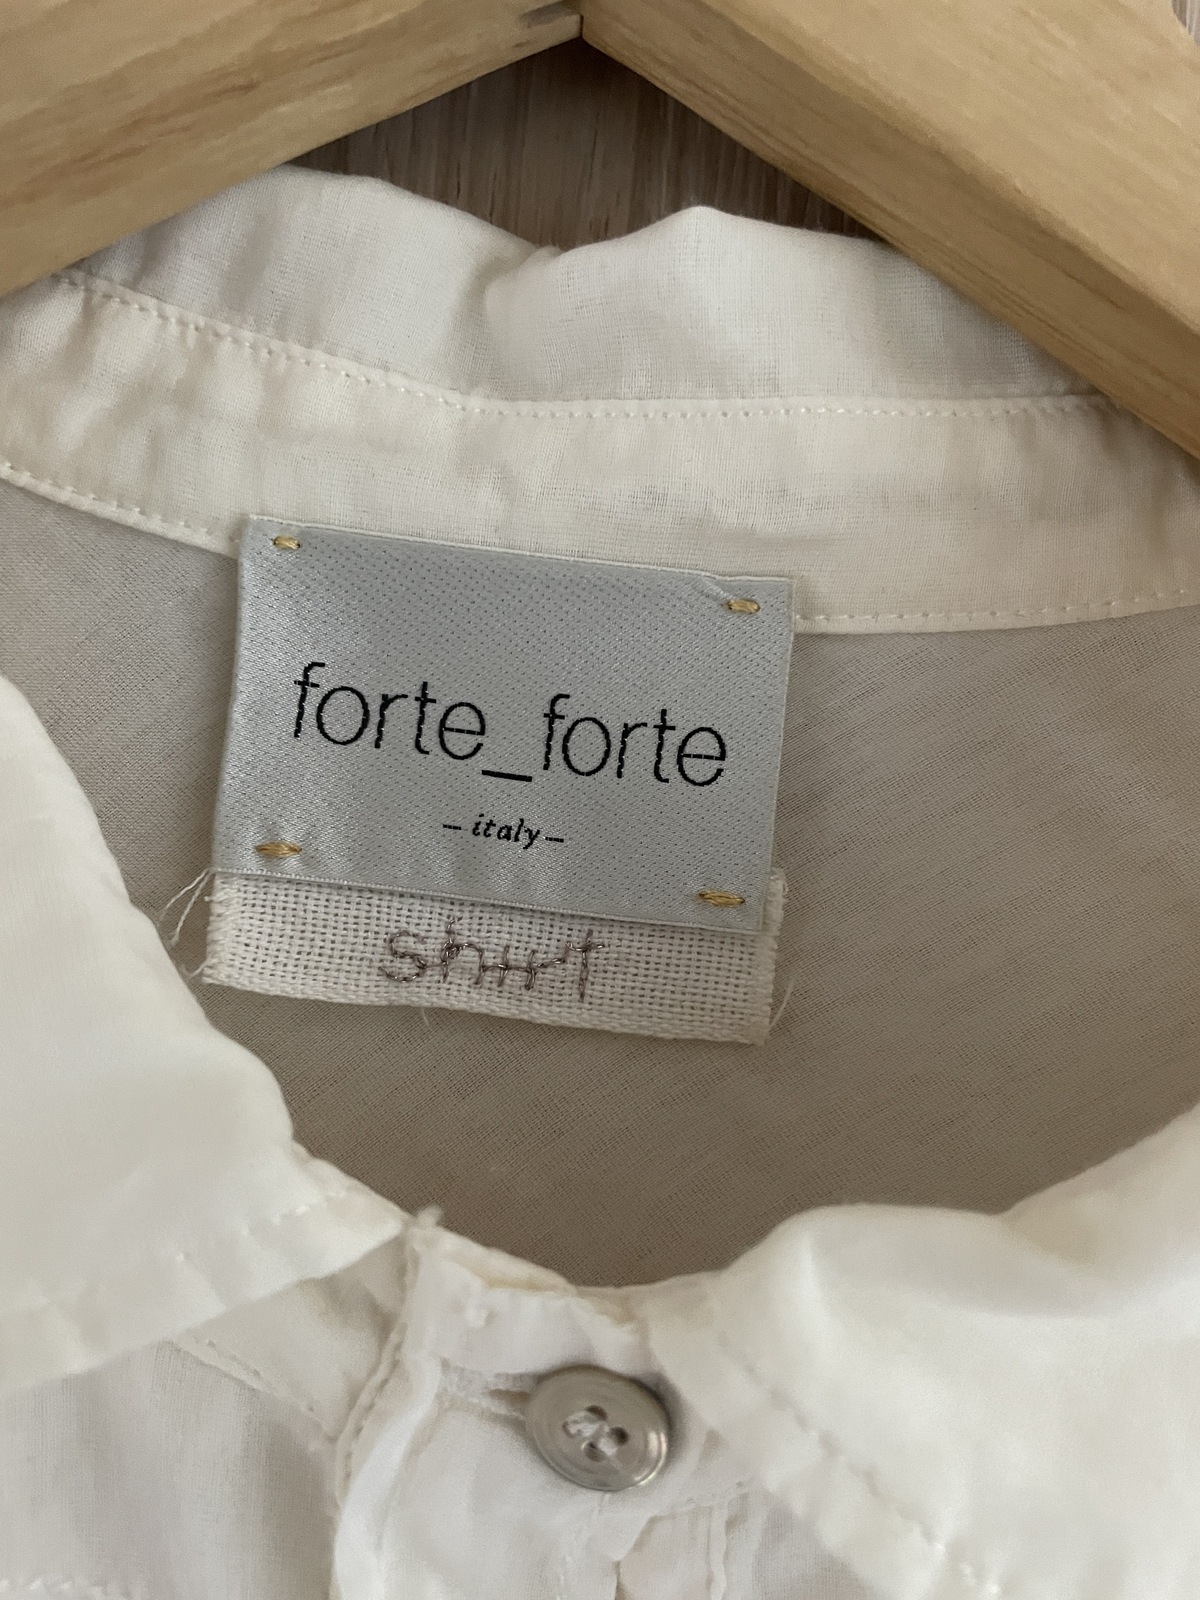 forte_forte
– italy –
shirt